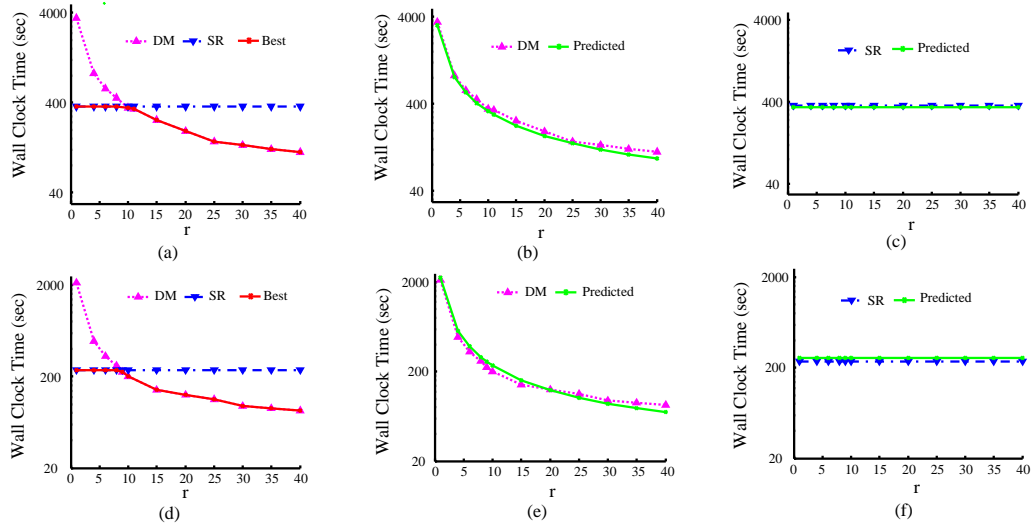 Wall Clock Time (sec)
4000
400
40
DM SR Best
0 5 10 15 20 25 30 35 40
r
(a)
Wall Clock Time (sec)
4000
400
40
DM Predicted
0 5 10 15 20 25 30 35 40
r
(b)
Wall Clock Time (sec)
4000
400
40
SR Predicted
0 5 10 15 20 25 30 35 40
r
(c)
Wall Clock Time (sec)
2000
200
20
DM SR Best
0 5 10 15 20 25 30 35 40
r
(d)
Wall Clock Time (sec)
2000
200
20
DM Predicted
0 5 10 15 20 25 30 35 40
r
(e)
Wall Clock Time (sec)
2000
200
20
SR Predicted
0 5 10 15 20 25 30 35 40
r
(f)